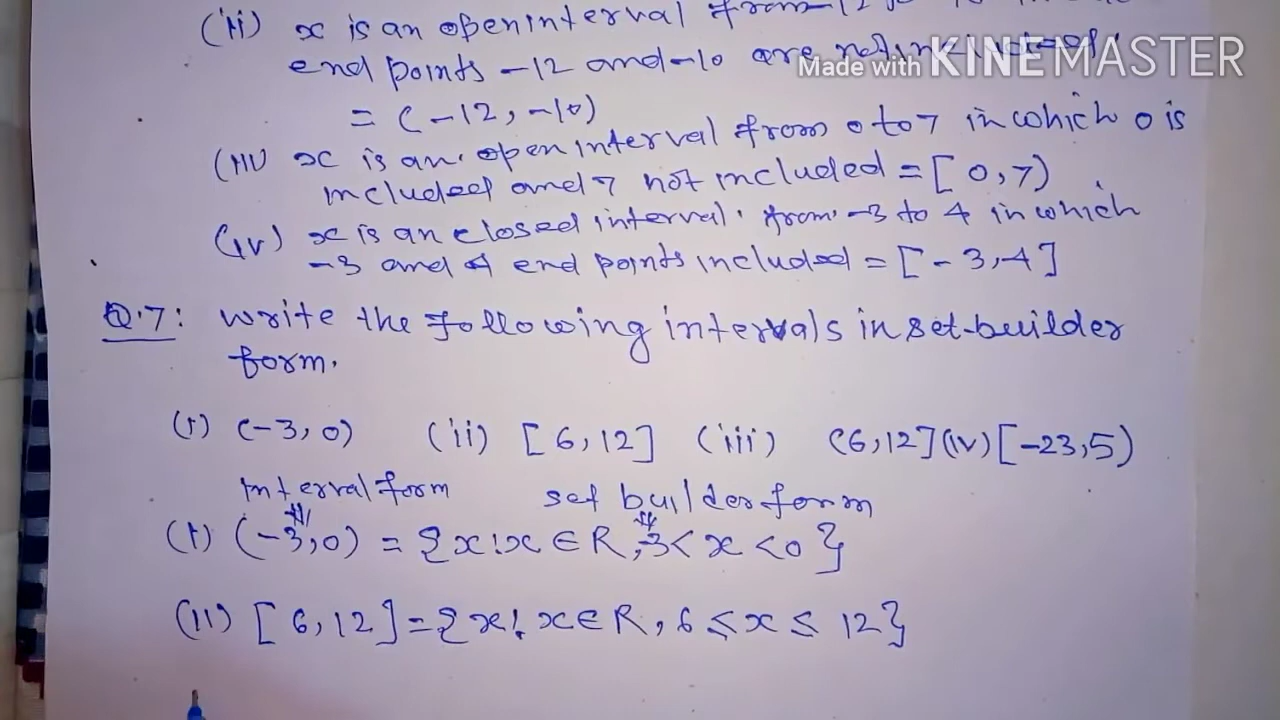 (ii) x is an open interval from -12
end points -12 and -10 are not included.
Made with KINEMASTER
= (-12, -10)
(iii) x is an open interval from 0 to 7 in which 0 is
included and 7 not included = [0,7)
(iv) x is an closed interval from -3 to 4 in which
-3 and 4 end points included = [-3,4]
Q.7: Write the following intervals in set-builder
form.
(i) (-3, 0) (ii) [6, 12] (iii) (6,12] (iv) [-23,5)
Interval form set builder form
(i) (-3,0) = {x:x ∈ R, -3 < x < 0}
(ii) [6,12] = {x: x ∈ R, 6 ≤ x ≤ 12}